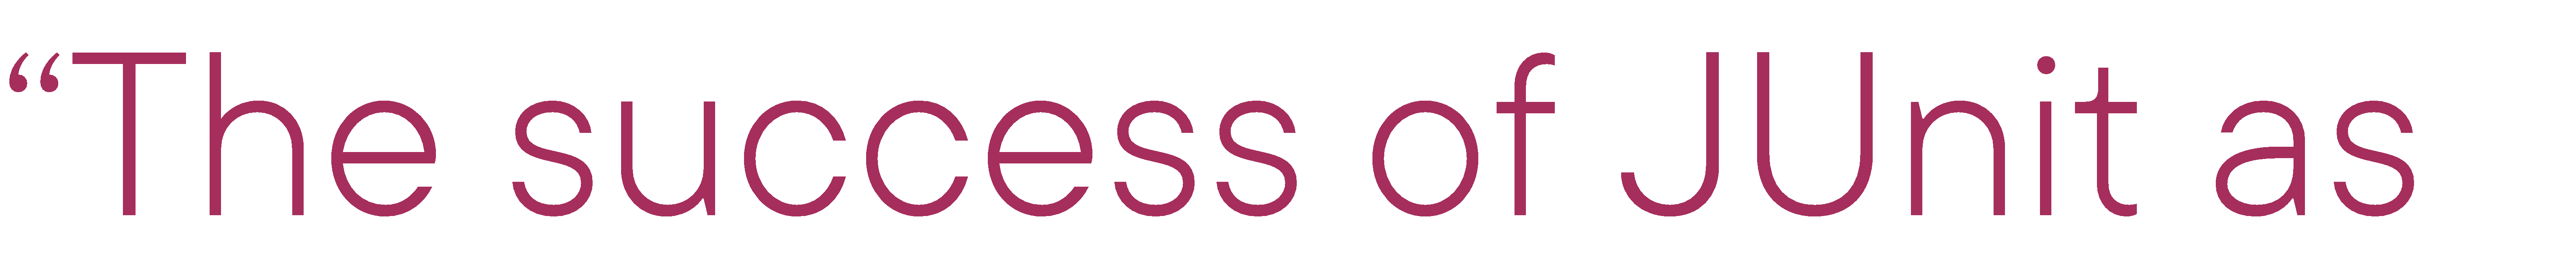 “The success of JUnit as